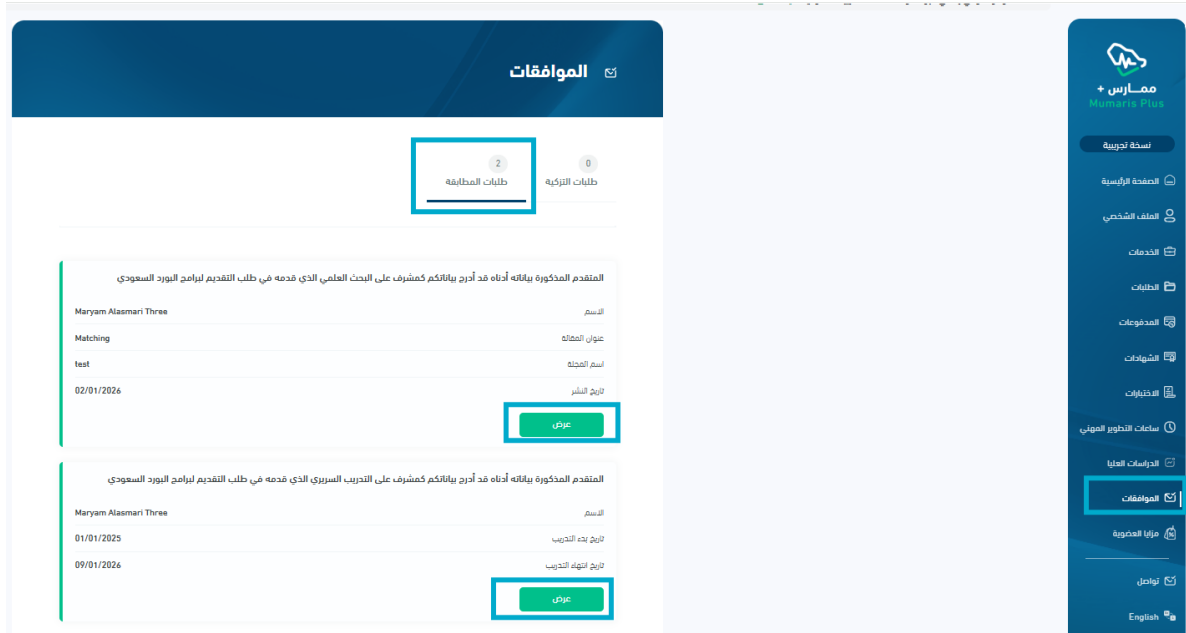 ممـارس +
Mumaris Plus
نسخة تجريبية
الصفحة الرئيسية
الملف الشخصي
الخدمات
الطلبات
المدفوعات
الشهادات
الاختبارات
ساعات التطوير المهني
الدراسات العليا
الموافقات
مزايا العضوية
تواصل
English
الموافقات
0
طلبات التزكية
2
طلبات المطابقة
المتقدم المذكورة بياناته أدناه قد أدرج بياناتكم كمشرف على البحث العلمي الذي قدمه في طلب التقديم لبرامج البورد السعودي
الاسم Maryam Alasmari Three
عنوان المقالة Matching
اسم المجلة test
تاريخ النشر 02/01/2026
عرض
المتقدم المذكورة بياناته أدناه قد أدرج بياناتكم كمشرف على التدريب السريري الذي قدمه في طلب التقديم لبرامج البورد السعودي
الاسم Maryam Alasmari Three
تاريخ بدء التدريب 01/01/2025
تاريخ انتهاء التدريب 09/01/2026
عرض